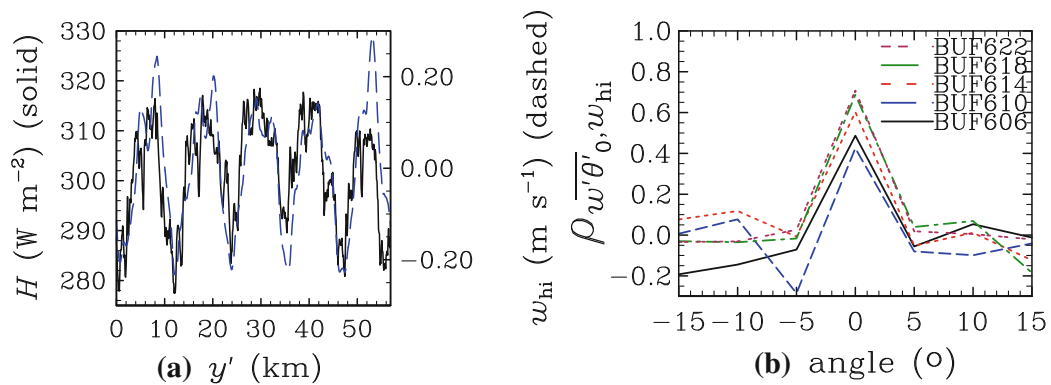 H (W m⁻²) (solid)
330
320
310
300
290
280
0 10 20 30 40 50
0.20
0.00
−0.20
w_hi (m s⁻¹) (dashed)
(a) y' (km)
ρ_{\overline{w'θ'}_0, w_hi}
1.0
0.8
0.6
0.4
0.2
0.0
−0.2
BUF622
BUF618
BUF614
BUF610
BUF606
−15 −10 −5 0 5 10 15
(b) angle (°)